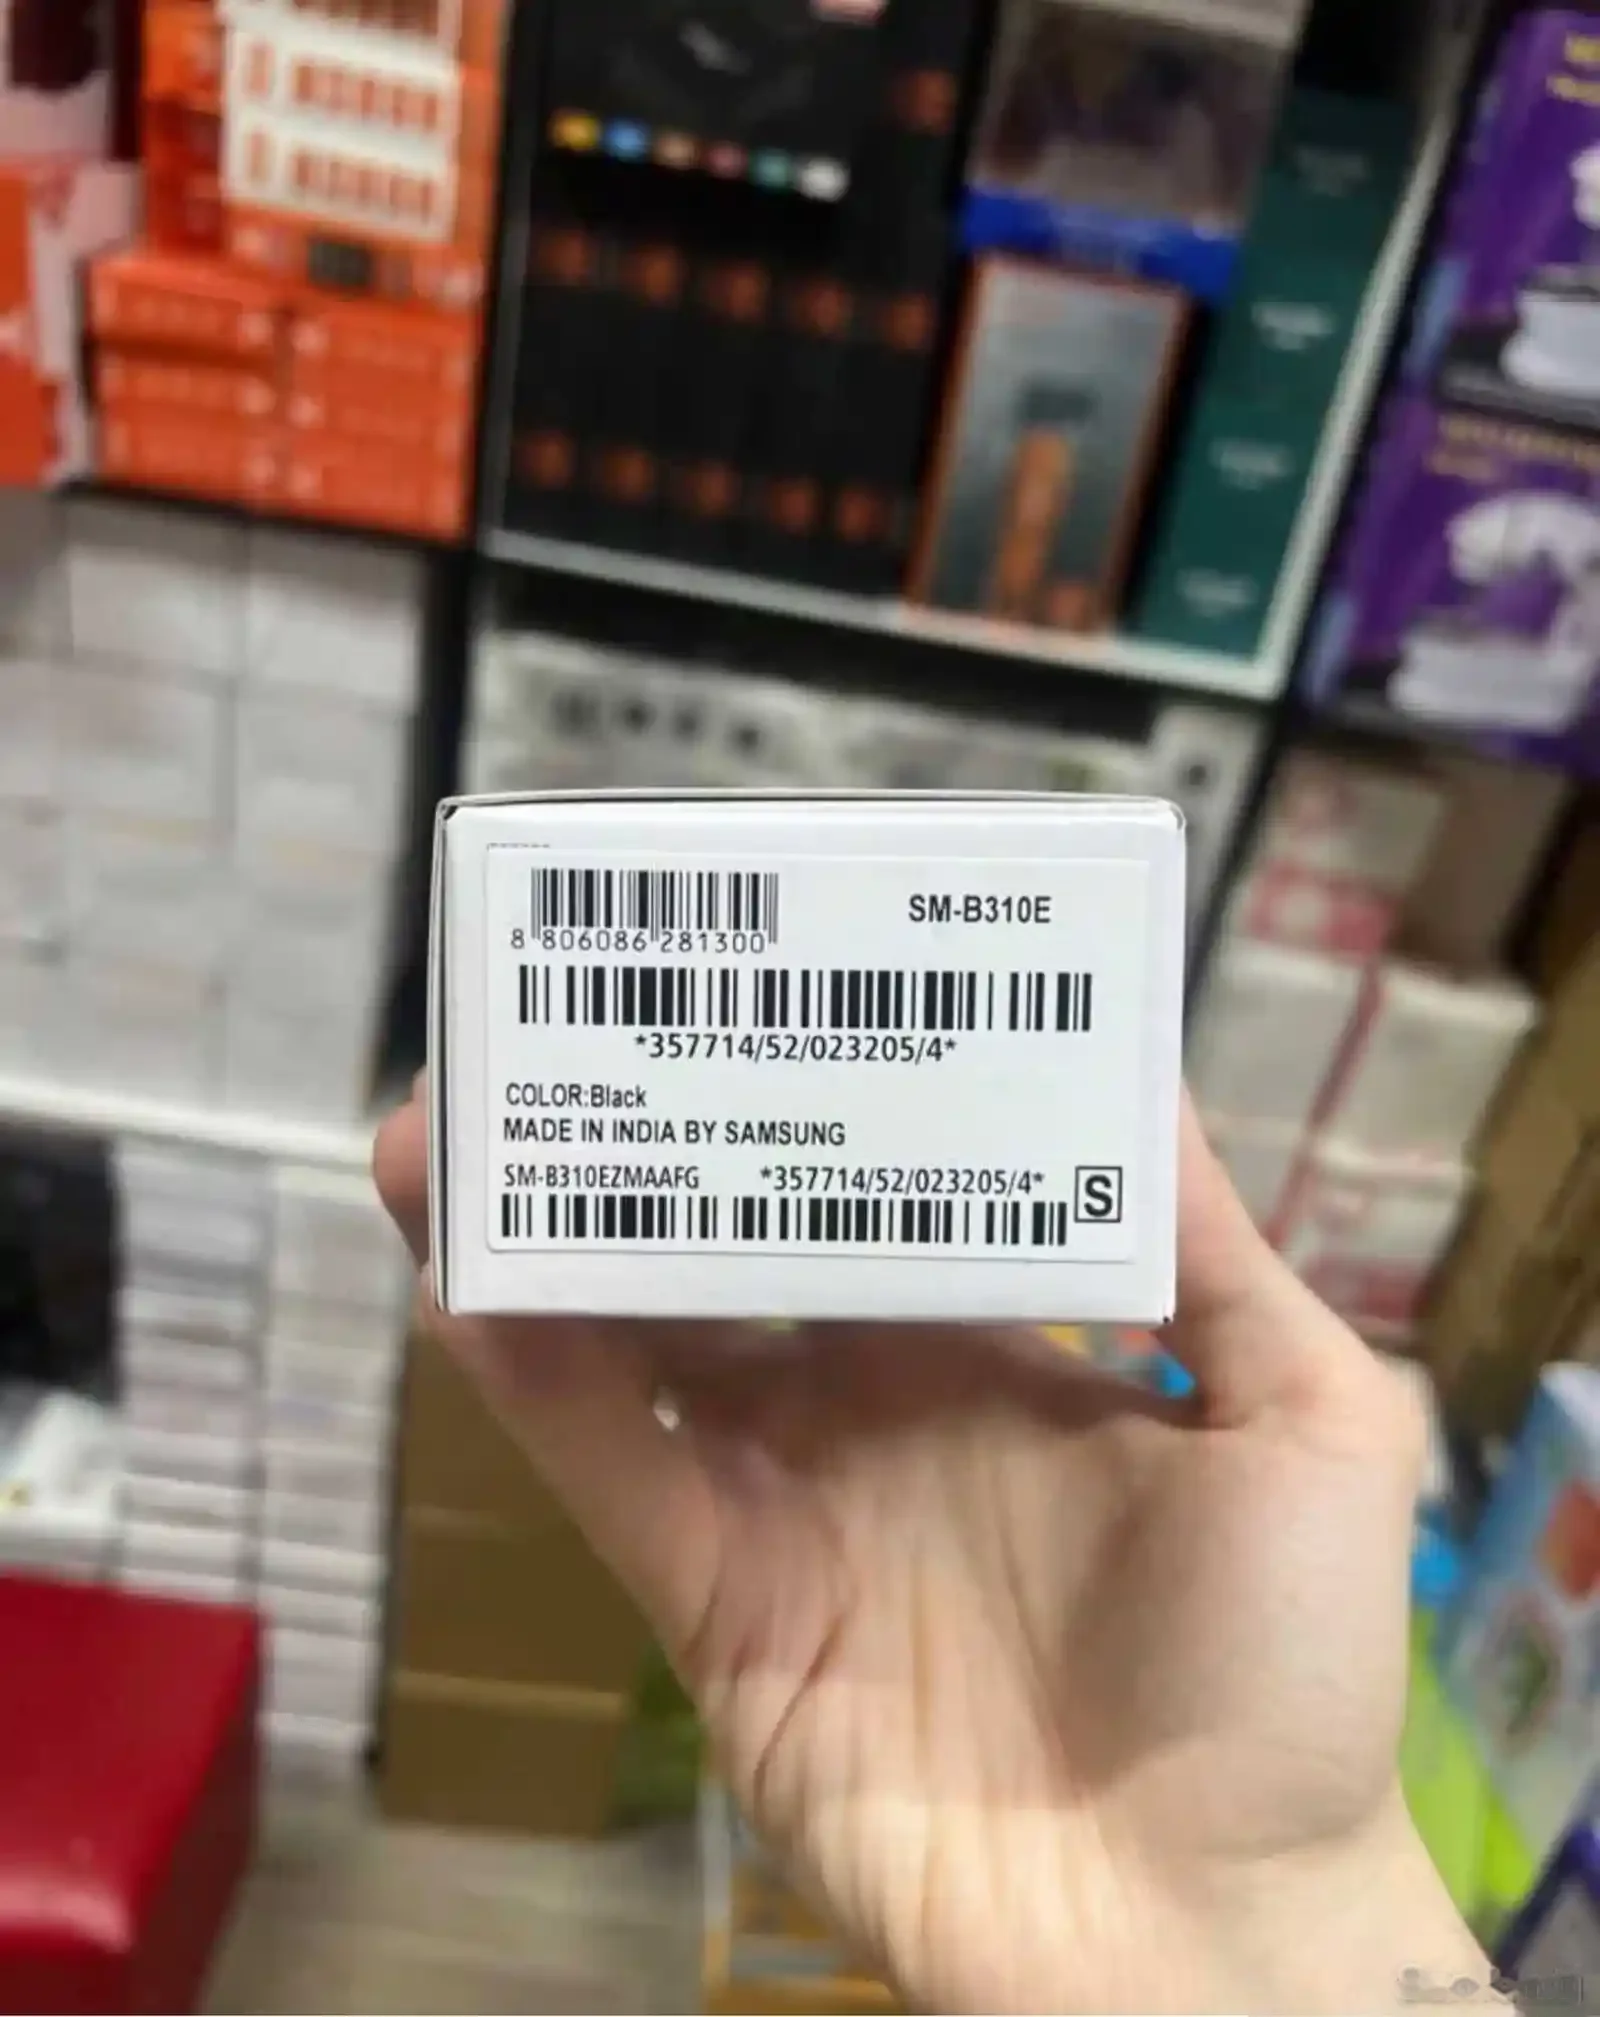 SM-B310E
8 806086 281300
*357714/52/023205/4*
COLOR:Black
MADE IN INDIA BY SAMSUNG
SM-B310EZMAAFG *357714/52/023205/4*
S